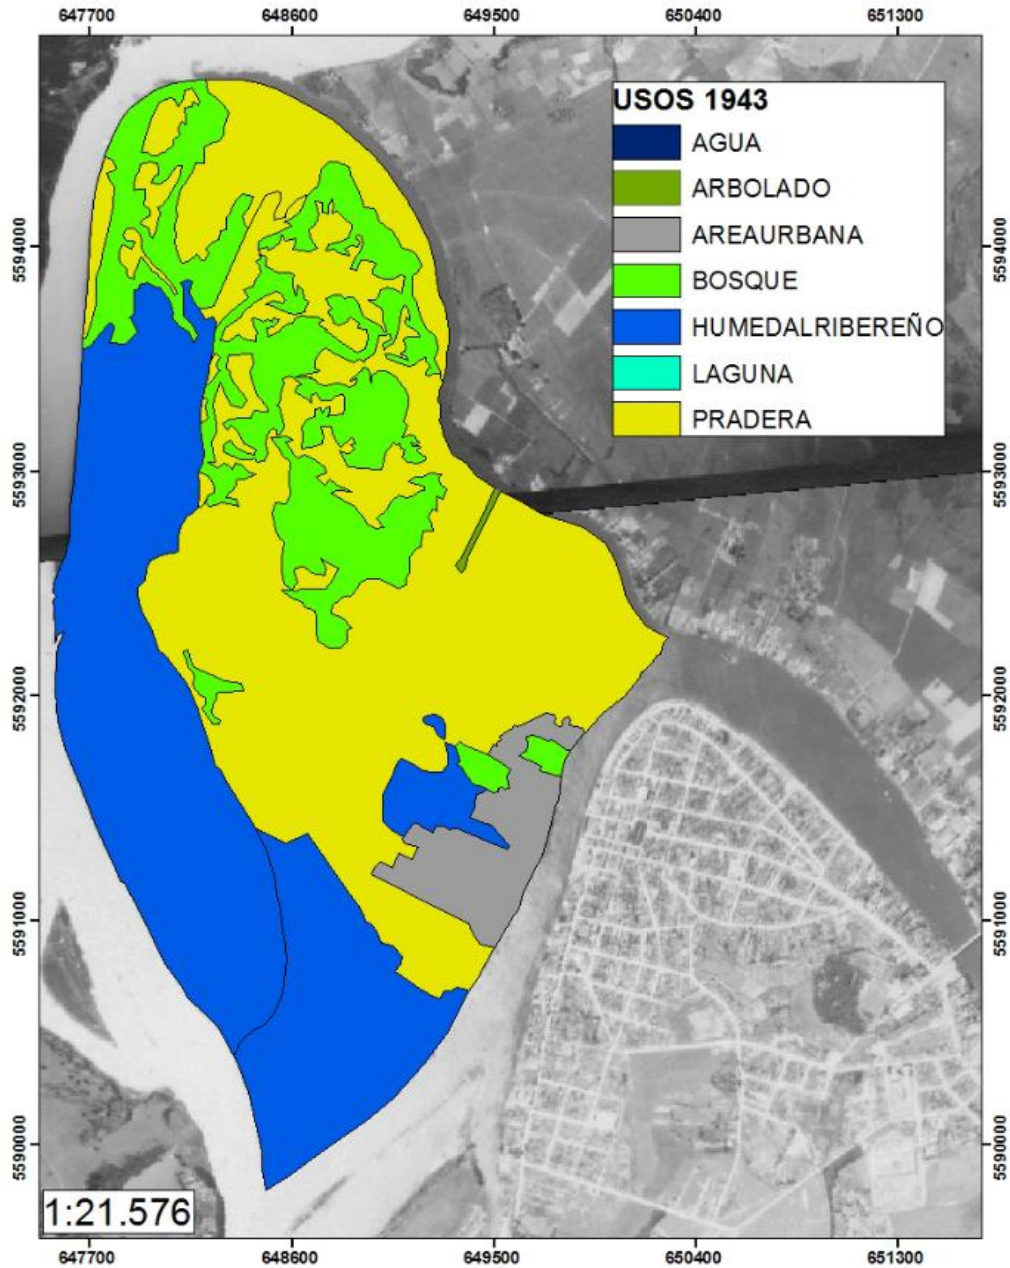 647700 648600 649500 650400 651300
USOS 1943
AGUA
ARBOLADO
AREAURBANA
BOSQUE
HUMEDALRIBEREÑO
LAGUNA
PRADERA
5594000 5594000
5593000 5593000
5592000 5592000
5591000 5591000
5590000 5590000
1:21.576
647700 648600 649500 650400 651300